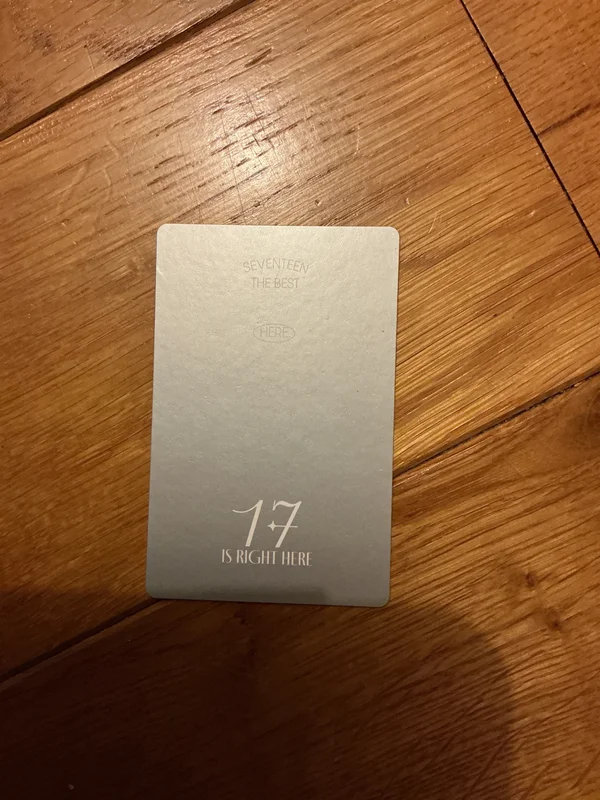 SEVENTEEN
THE BEST
HERE
17
IS RIGHT HERE